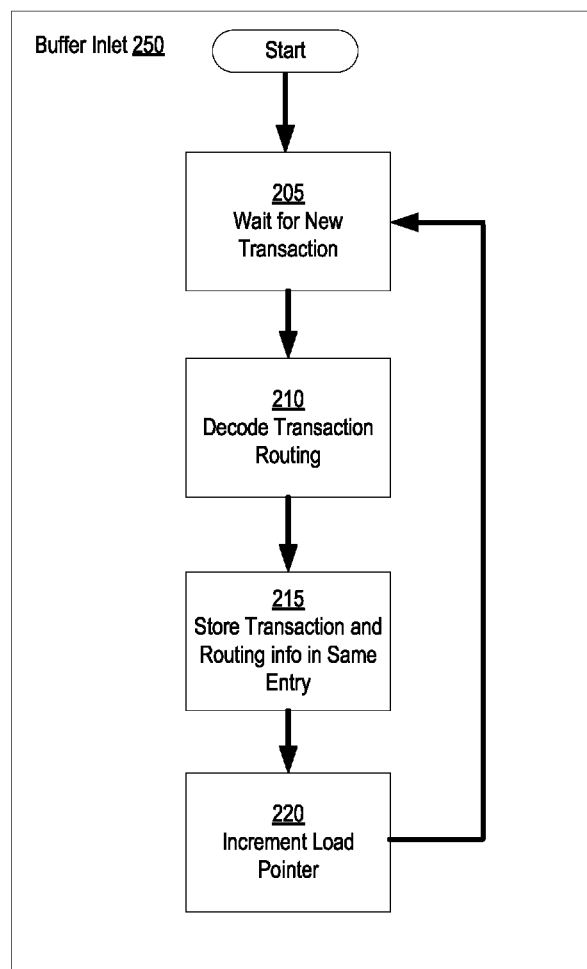 Buffer Inlet 250
Start
205
Wait for New
Transaction
210
Decode Transaction
Routing
215
Store Transaction and
Routing info in Same
Entry
220
Increment Load
Pointer